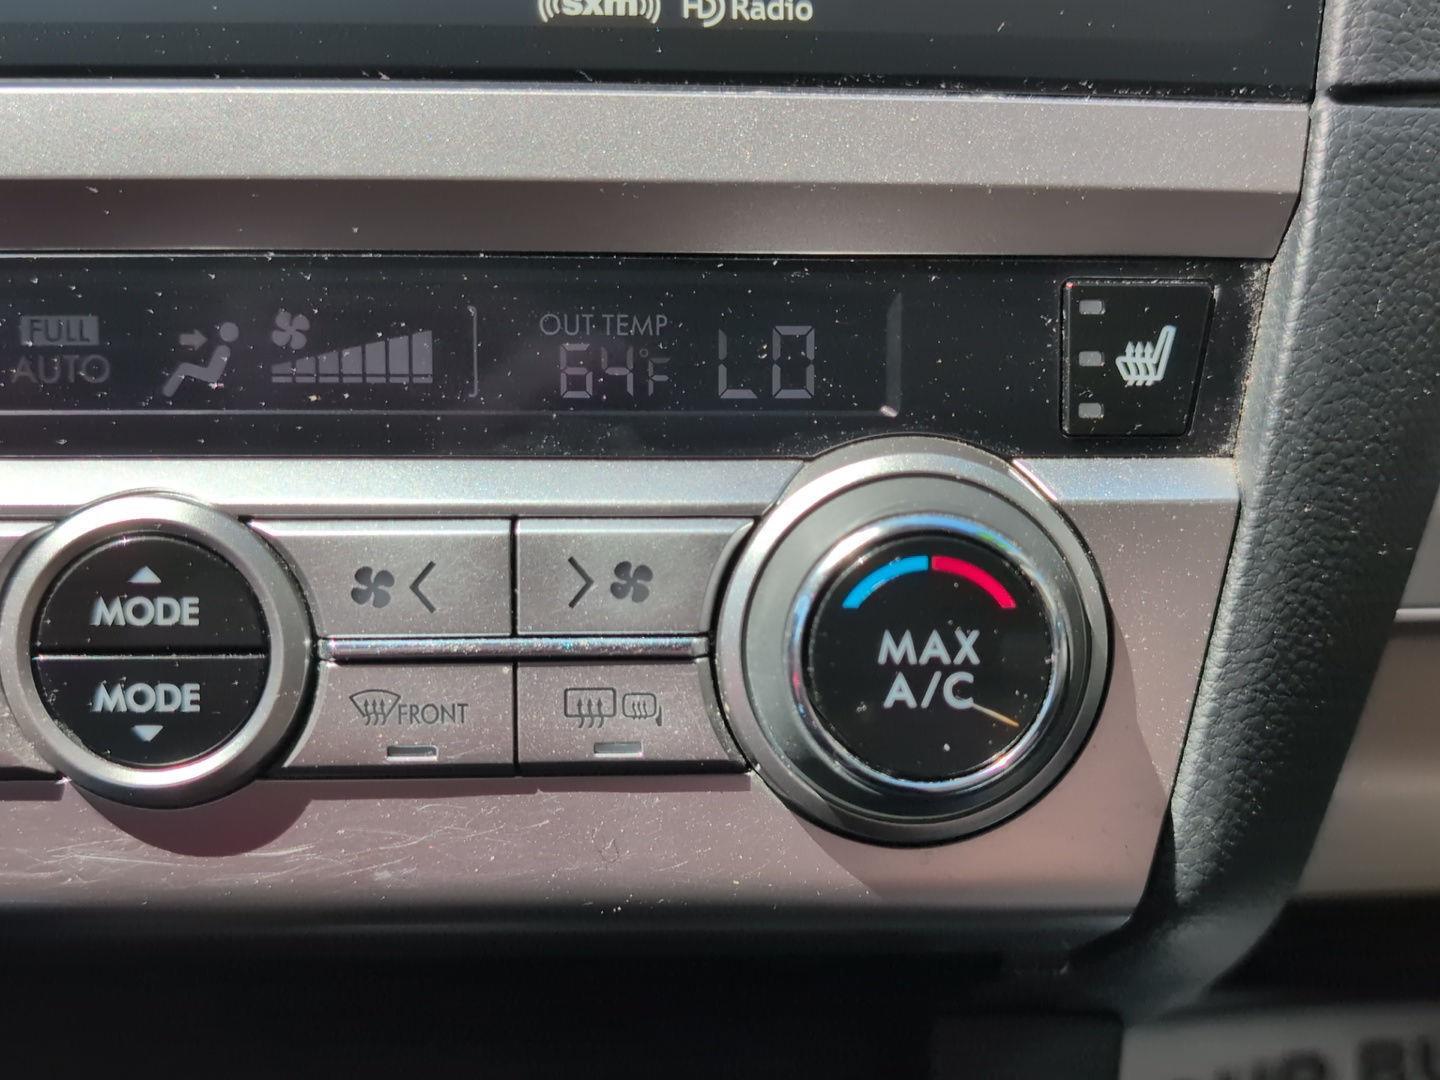 sxm HD Radio
FULL
AUTO
OUT TEMP
64°F LO
MODE
MODE
FRONT
MAX
A/C